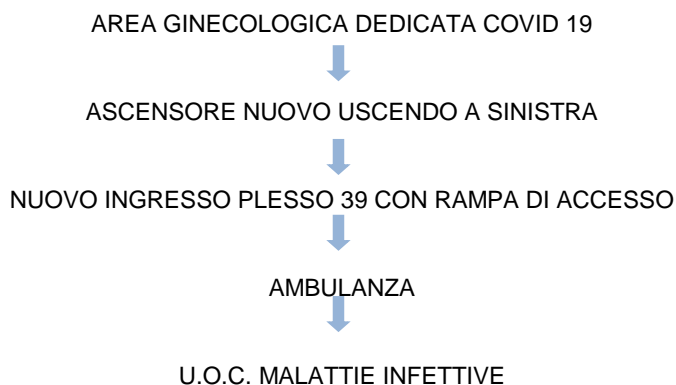 AREA GINECOLOGICA DEDICATA COVID 19
ASCENSORE NUOVO USCENDO A SINISTRA
NUOVO INGRESSO PLESSO 39 CON RAMPA DI ACCESSO
AMBULANZA
U.O.C. MALATTIE INFETTIVE